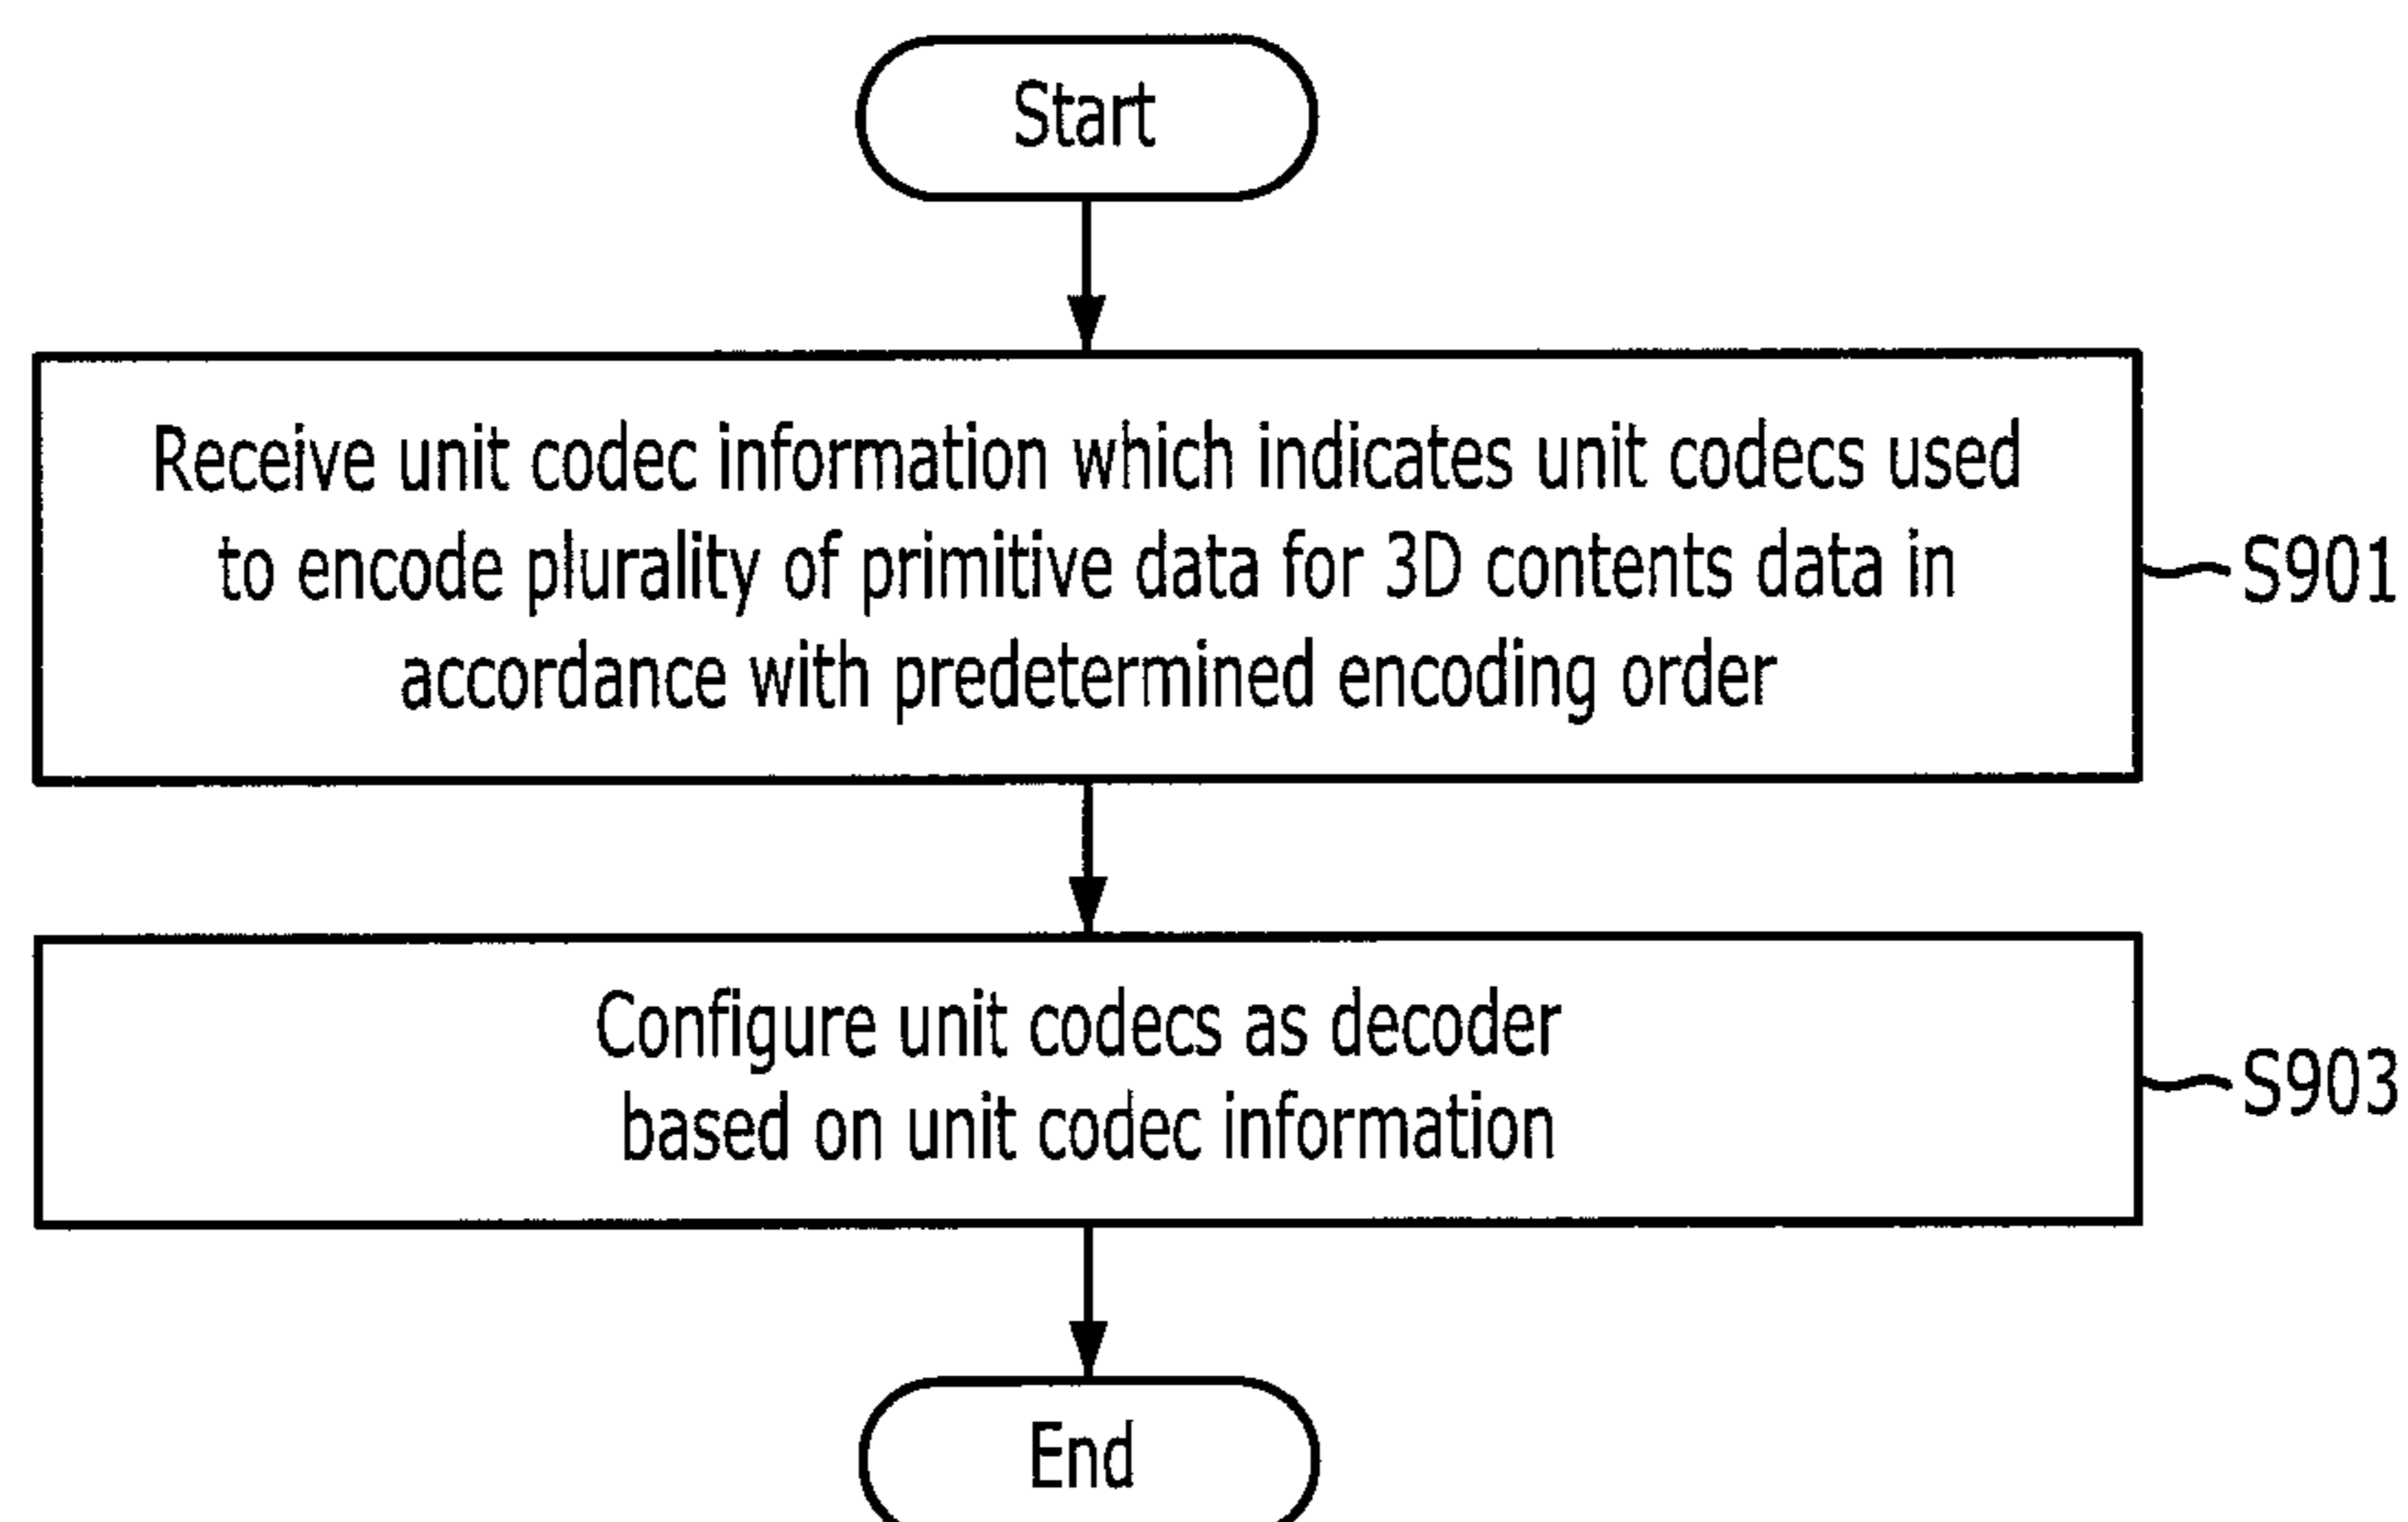 Start
Receive unit codec information which indicates unit codecs used
to encode plurality of primitive data for 3D contents data in
accordance with predetermined encoding order
S901
Configure unit codecs as decoder
based on unit codec information
S903
End